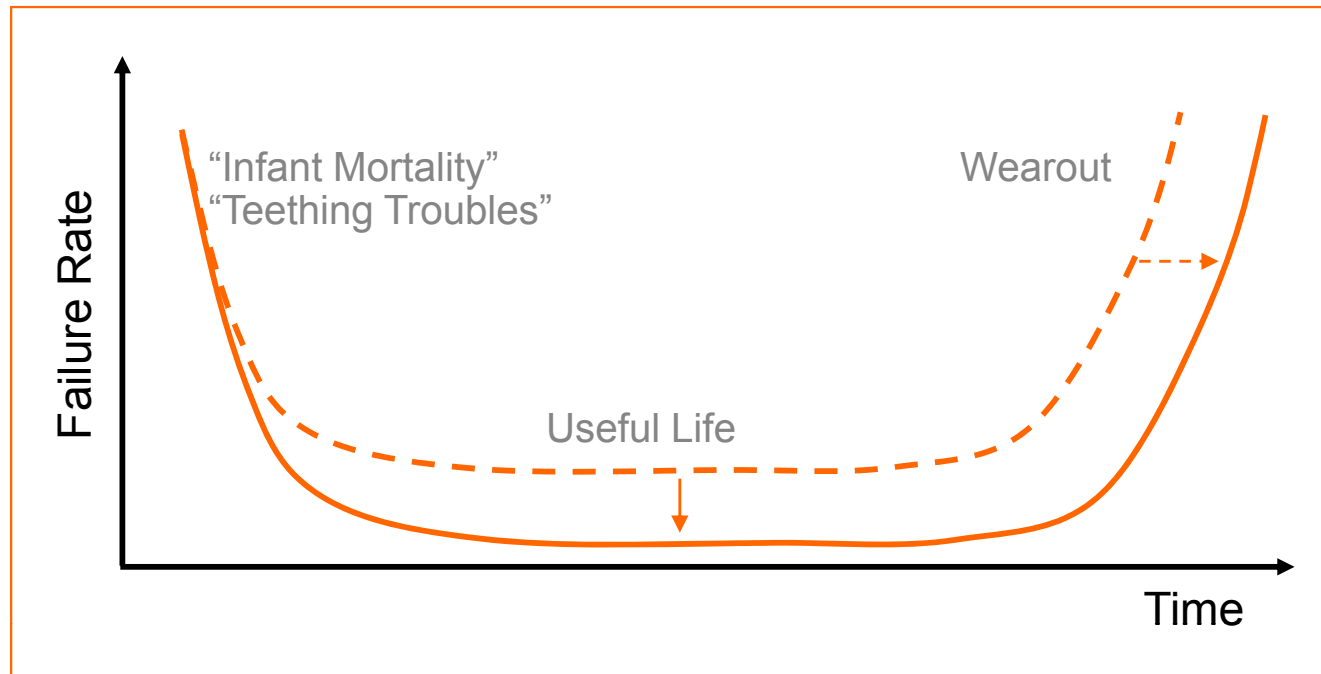 “Infant Mortality”
“Teething Troubles”
Wearout
Failure Rate
Useful Life
Time